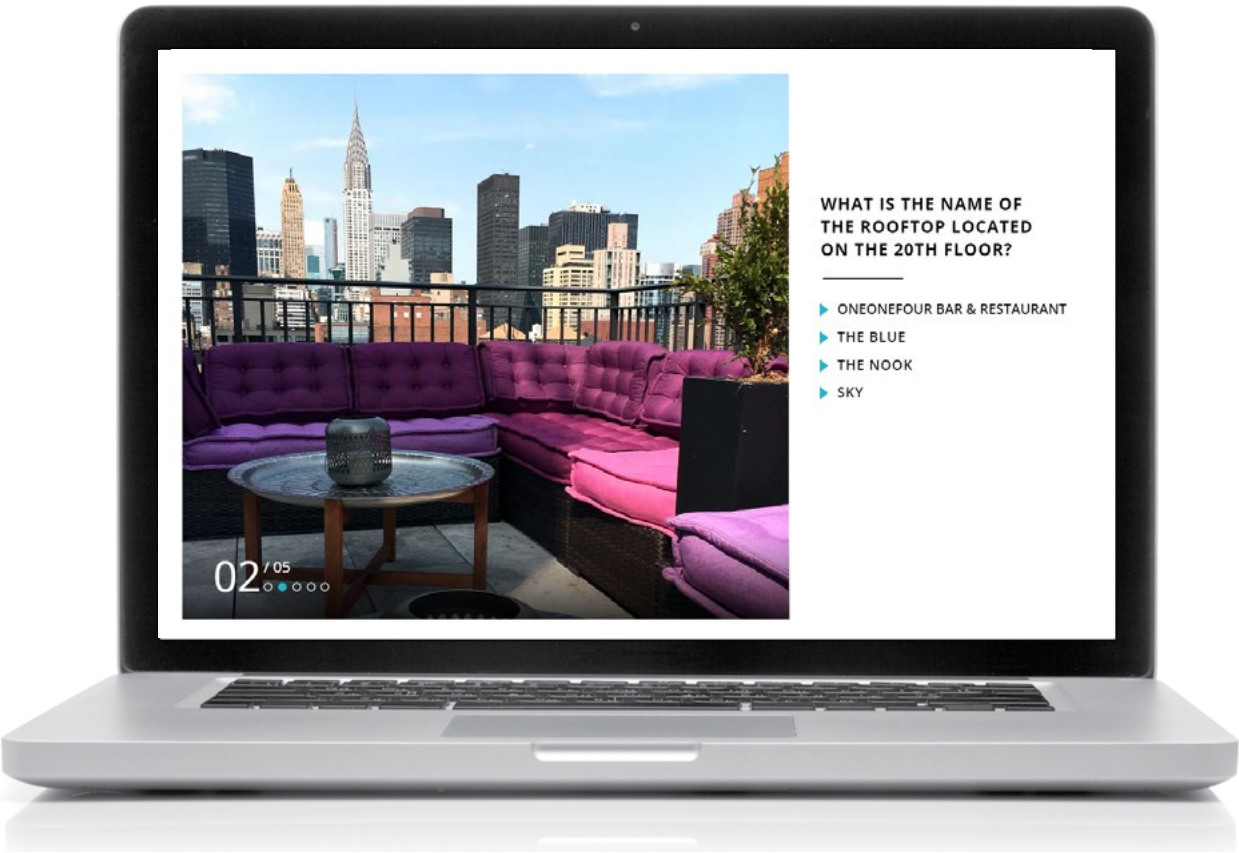 WHAT IS THE NAME OF
THE ROOFTOP LOCATED
ON THE 20TH FLOOR?
ONEONEFOUR BAR & RESTAURANT
THE BLUE
THE NOOK
SKY
02 / 05